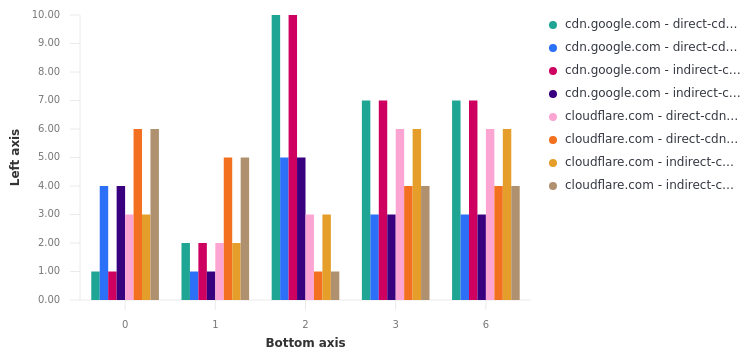 10.00
9.00
8.00
7.00
6.00
5.00
4.00
3.00
2.00
1.00
0.00
Left axis
0 1 2 3 6
Bottom axis
cdn.google.com - direct-cd...
cdn.google.com - direct-cd...
cdn.google.com - indirect-c...
cdn.google.com - indirect-c...
cloudflare.com - direct-cdn...
cloudflare.com - direct-cdn...
cloudflare.com - indirect-c...
cloudflare.com - indirect-c...